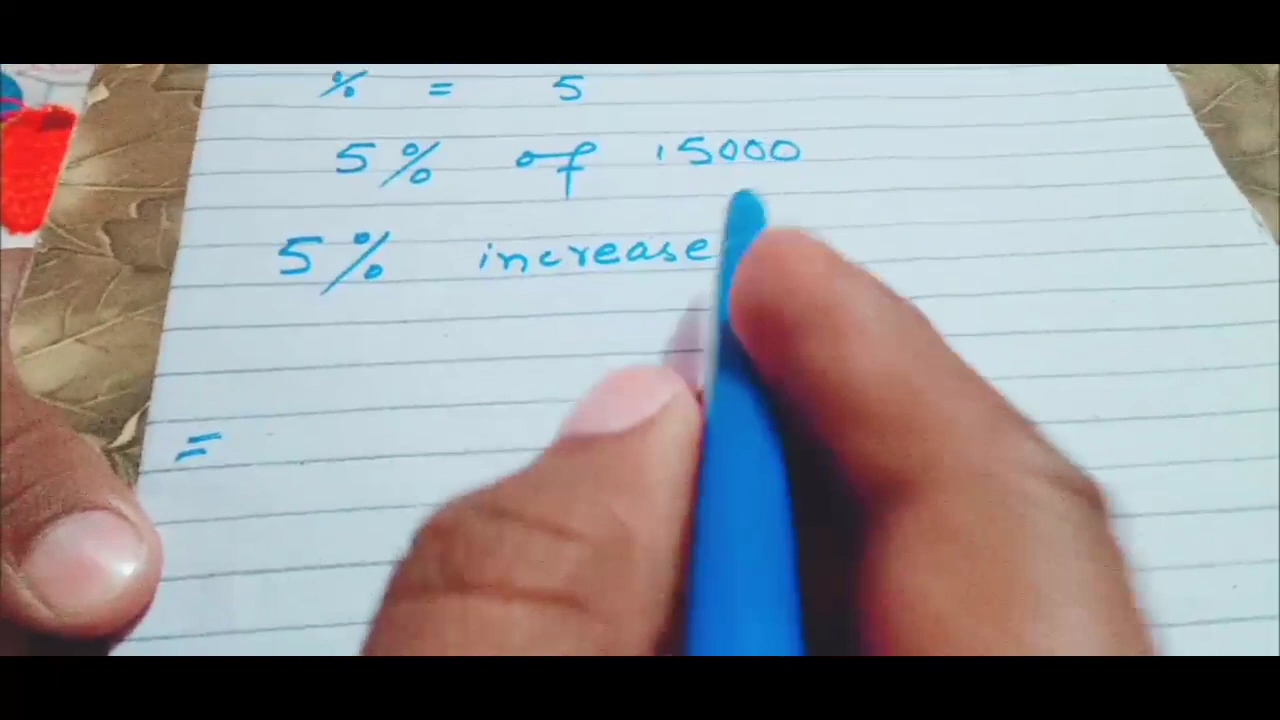 % = 5
5% of 15000
5% increase
=